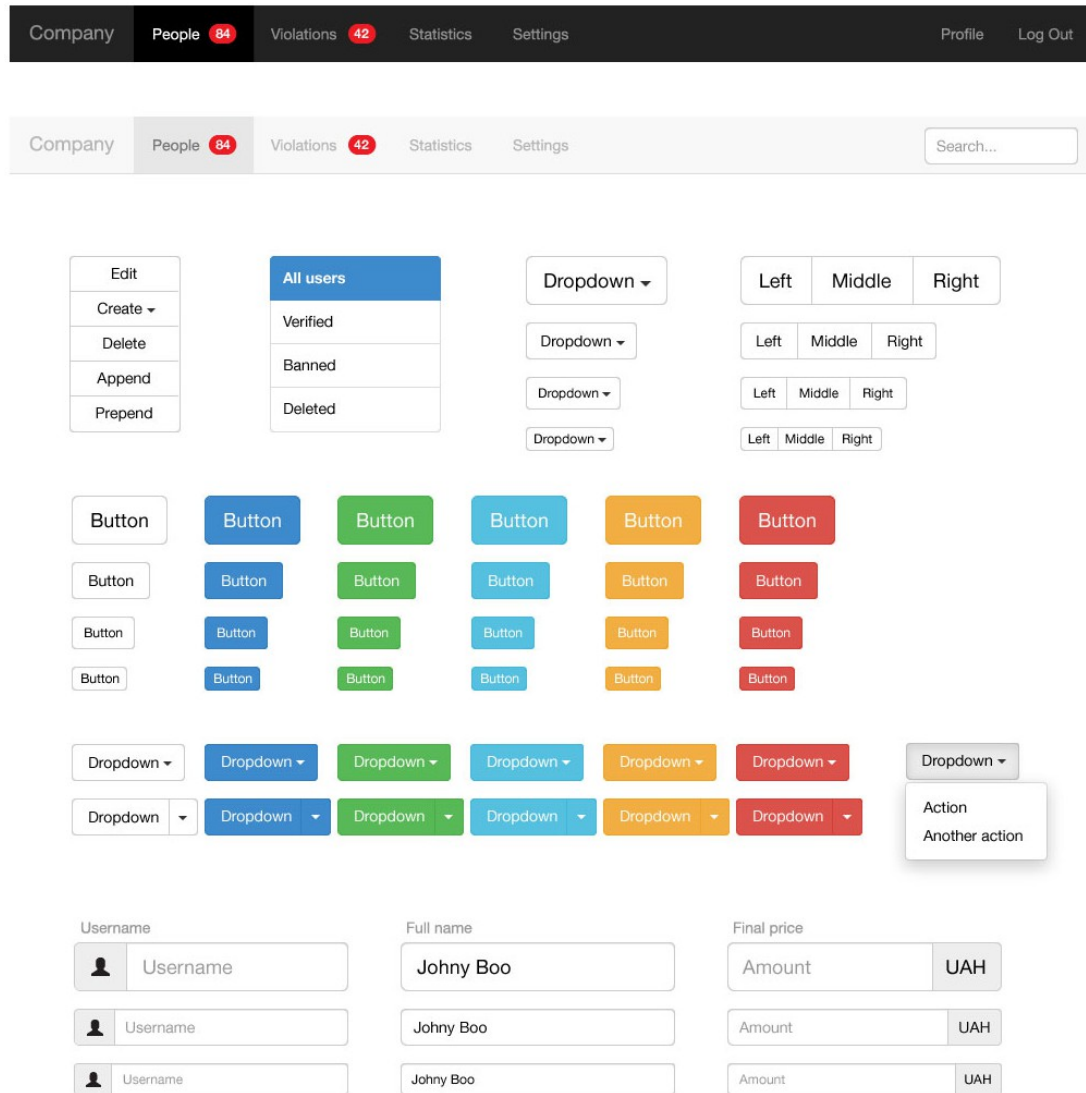 Company People 84 Violations 42 Statistics Settings Profile Log Out
Company People 84 Violations 42 Statistics Settings Search...
Edit
Create
Delete
Append
Prepend
All users
Verified
Banned
Deleted
Dropdown
Dropdown
Dropdown
Dropdown
Left Middle Right
Left Middle Right
Left Middle Right
Left Middle Right
Button Button Button Button Button Button
Button Button Button Button Button Button
Button Button Button Button Button Button
Button Button Button Button Button Button
Dropdown Dropdown Dropdown Dropdown Dropdown Dropdown
Dropdown Dropdown Dropdown Dropdown Dropdown Dropdown
Dropdown
Action
Another action
Username Full name Final price
Username Johny Boo Amount UAH
Username Johny Boo Amount UAH
Username Johny Boo Amount UAH